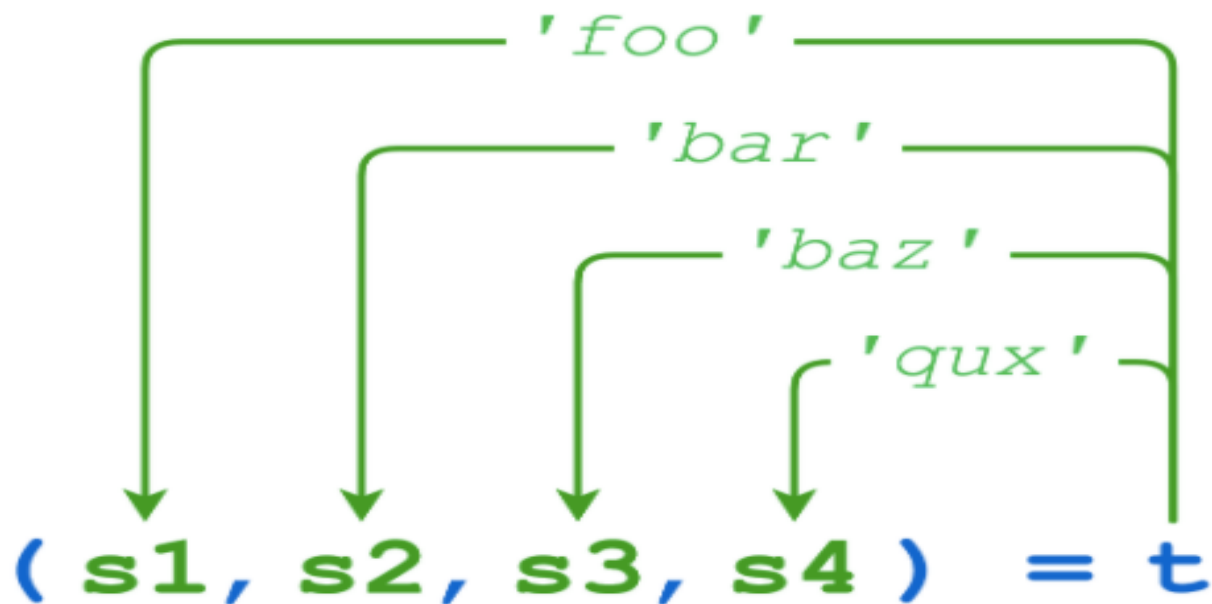 'foo'
'bar'
'baz'
'qux'
(s1, s2, s3, s4) = t